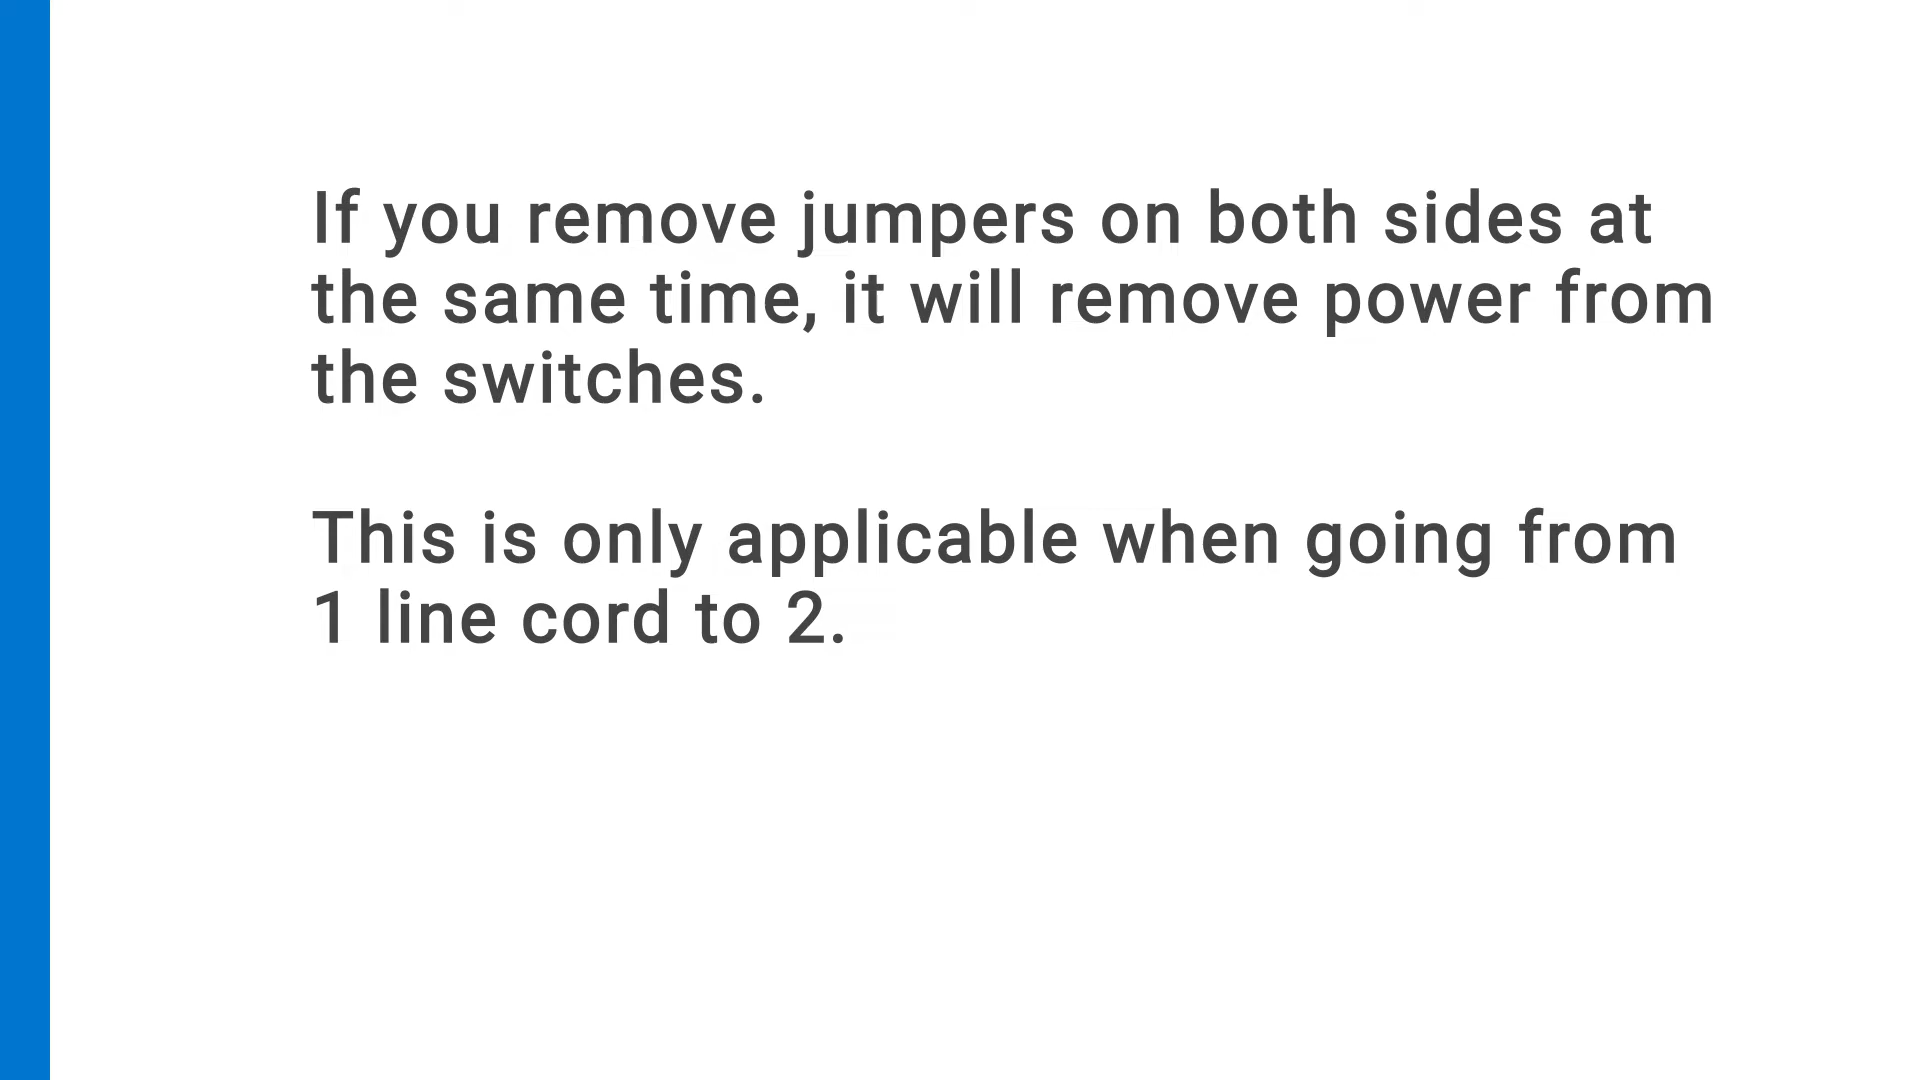 If you remove jumpers on both sides at
the same time, it will remove power from
the switches.
This is only applicable when going from
1 line cord to 2.